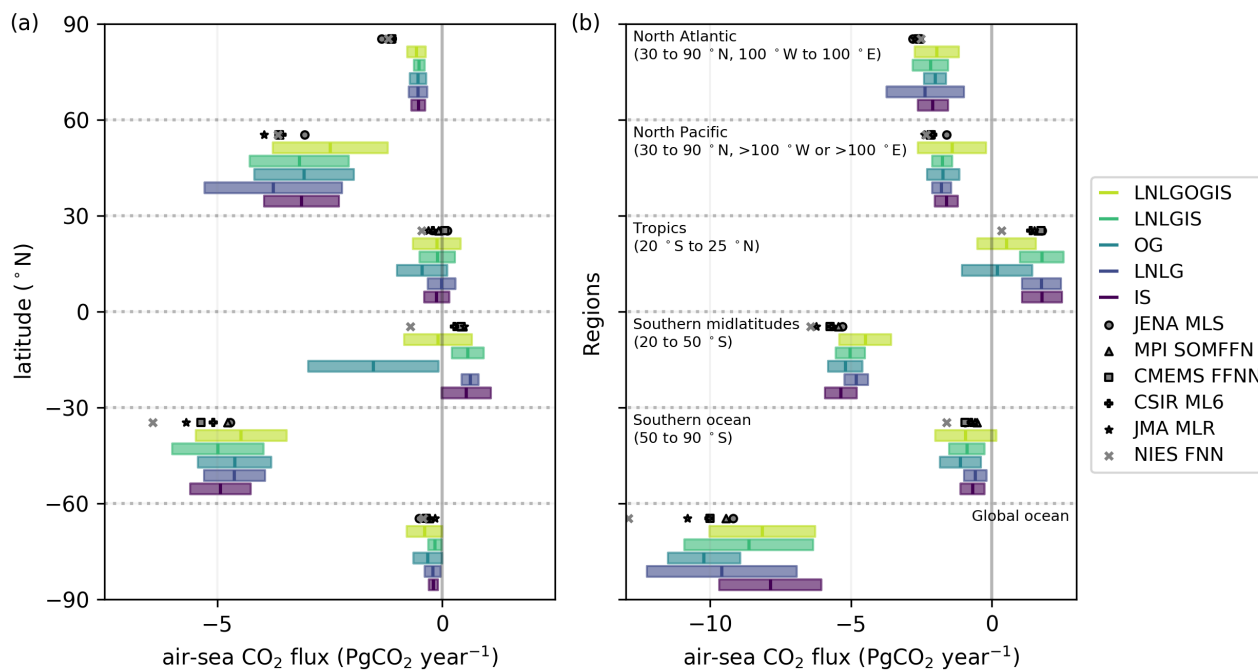 (a)
90
60
30
0
−30
−60
−90
latitude (°N)
−5
0
air-sea CO₂ flux (PgCO₂ year⁻¹)
(b)
North Atlantic
(30 to 90 °N, 100 °W to 100 °E)
North Pacific
(30 to 90 °N, >100 °W or >100 °E)
Tropics
(20 °S to 25 °N)
Southern midlatitudes
(20 to 50 °S)
Southern ocean
(50 to 90 °S)
Global ocean
Regions
−10
−5
0
air-sea CO₂ flux (PgCO₂ year⁻¹)
LNLGOGIS
LNLGIS
OG
LNLG
IS
JENA MLS
MPI SOMFFN
CMEMS FFNN
CSIR ML6
JMA MLR
NIES FNN